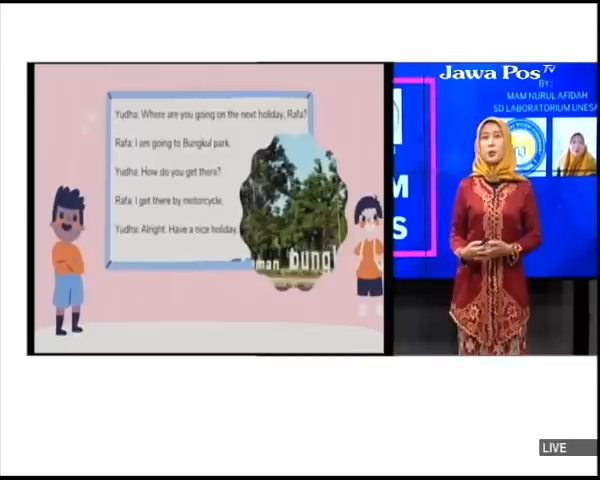 Jawa Pos TV
BY :
MAM NURUL AFIDAH
SD LABORATORIUM UNESA
Yudha: Where are you going on the next holiday, Rafa?
Rafa: I am going to Bungkul park.
Yudha: How do you get there?
Rafa: I get there by motorcycle.
Yudha: Alright. Have a nice holiday.
man bungk
M
S
LIVE